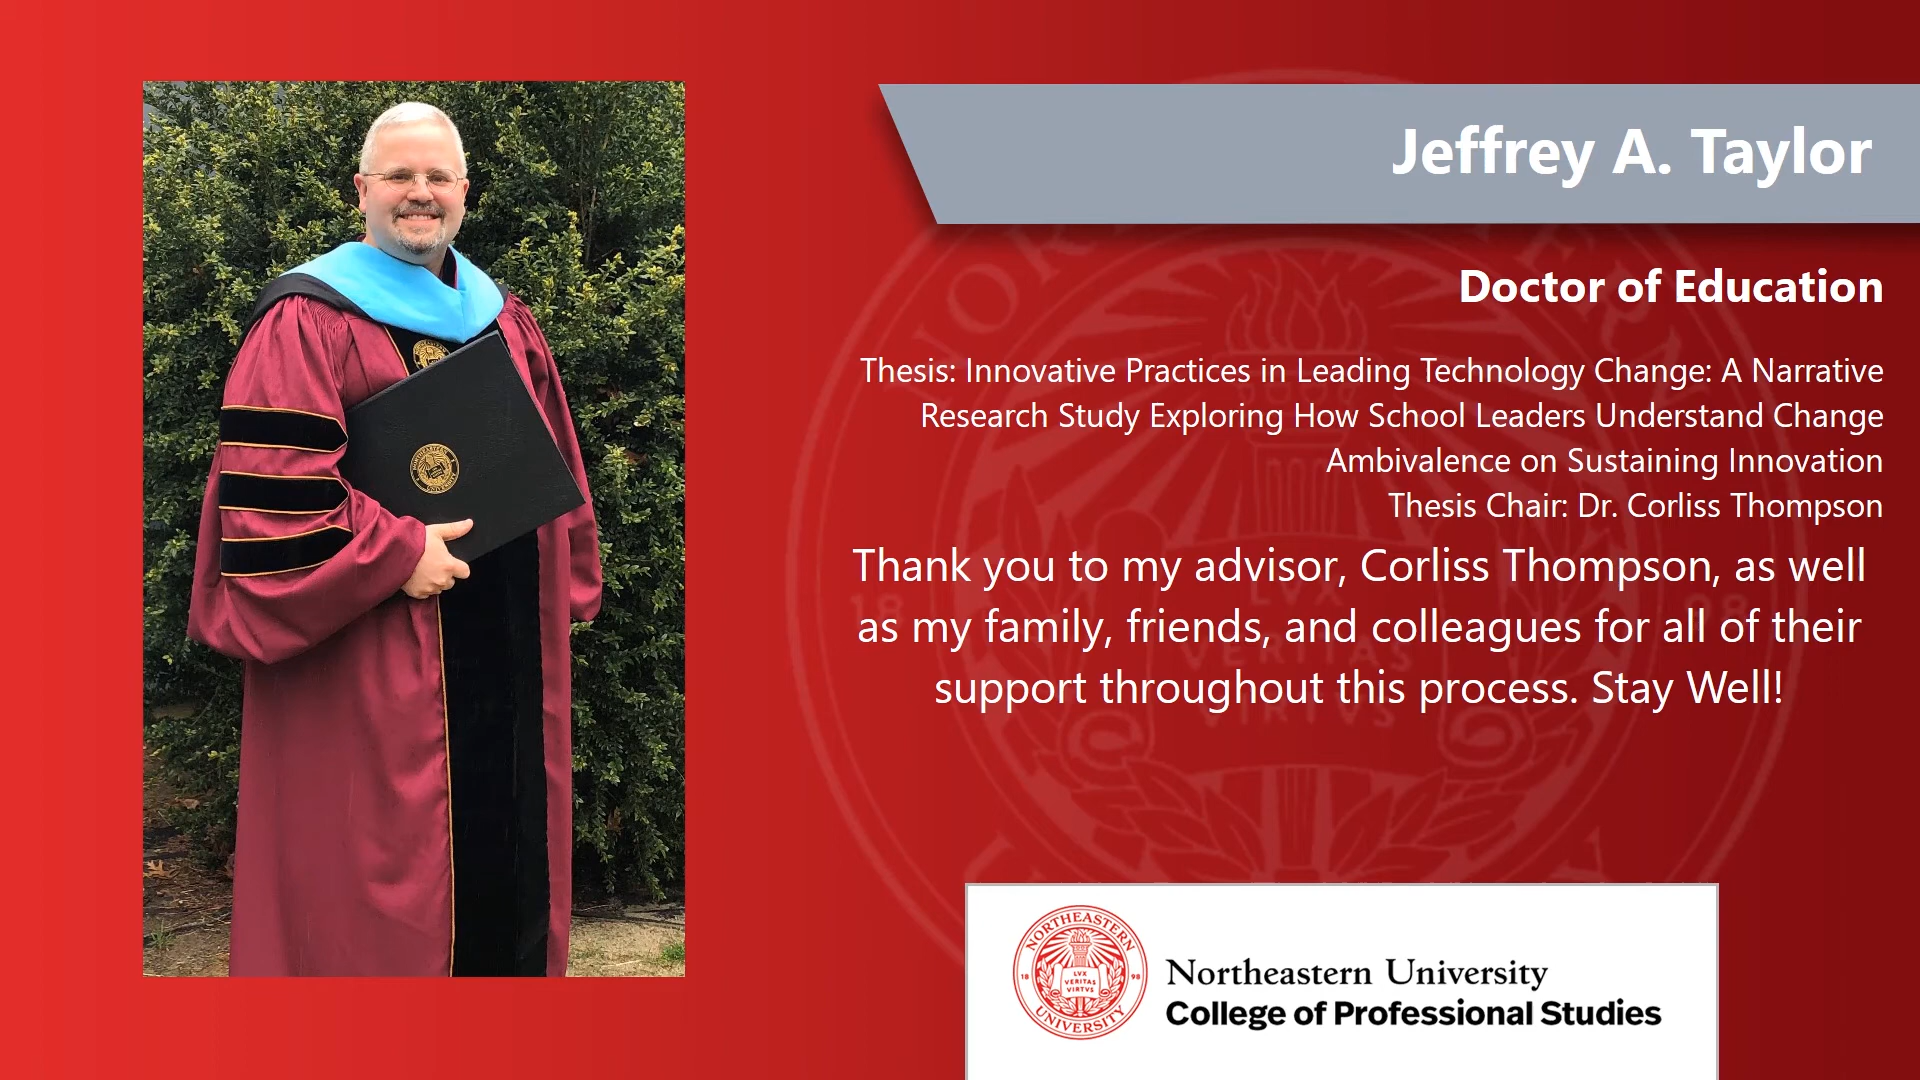 Jeffrey A. Taylor
Doctor of Education
Thesis: Innovative Practices in Leading Technology Change: A Narrative
Research Study Exploring How School Leaders Understand Change
Ambivalence on Sustaining Innovation
Thesis Chair: Dr. Corliss Thompson
Thank you to my advisor, Corliss Thompson, as well
as my family, friends, and colleagues for all of their
support throughout this process. Stay Well!
NORTHEASTERN
18 98
LVX
VERITAS
VIRTVS
UNIVERSITY
Northeastern University
College of Professional Studies